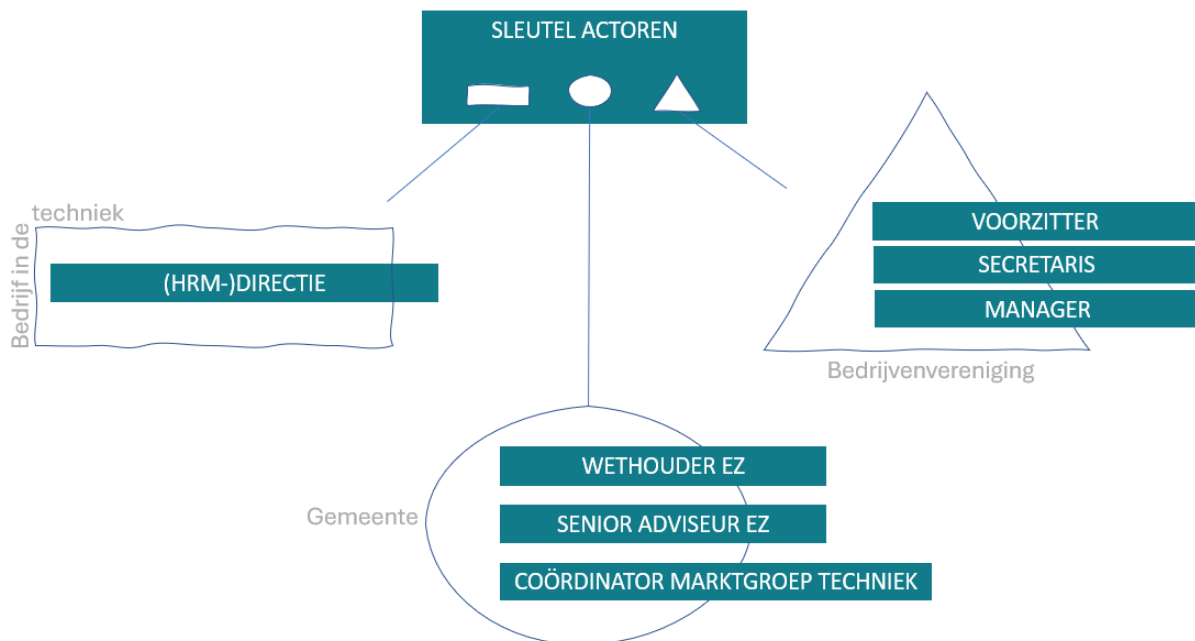 SLEUTEL ACTOREN
techniek
Bedrijf in de
(HRM-)DIRECTIE
VOORZITTER
SECRETARIS
MANAGER
Bedrijvenvereniging
WETHOUDER EZ
Gemeente
SENIOR ADVISEUR EZ
COÖRDINATOR MARKTGROEP TECHNIEK